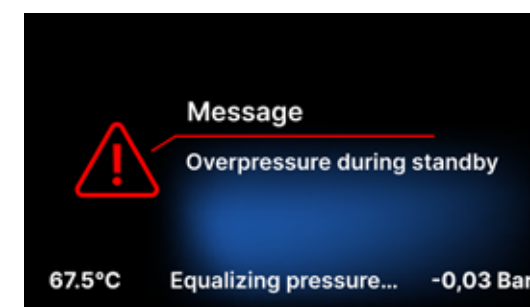 Message
Overpressure during standby
67.5°C Equalizing pressure... -0,03 Bar